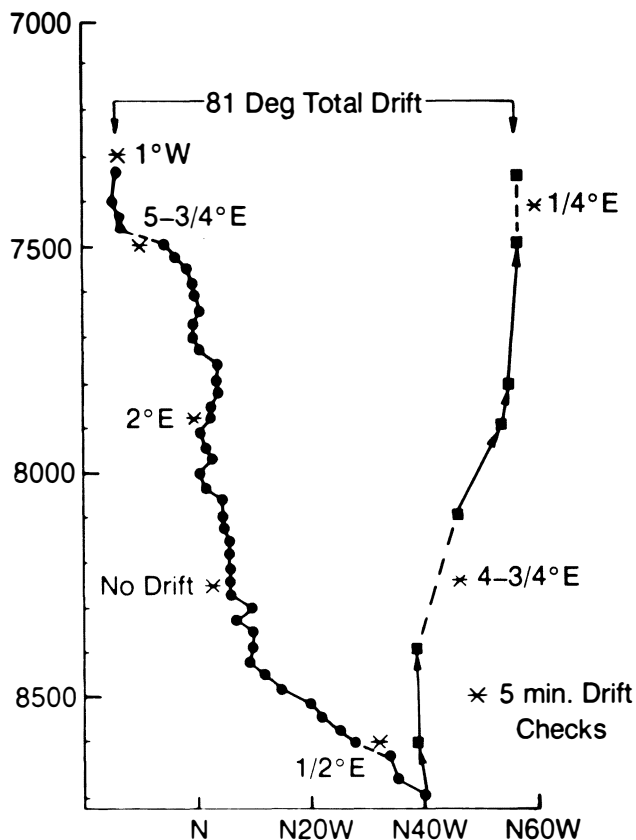 7000
81 Deg Total Drift
1°W
5-3/4°E
1/4°E
7500
2°E
8000
No Drift
4-3/4°E
8500
5 min. Drift
Checks
1/2°E
N
N20W
N40W
N60W